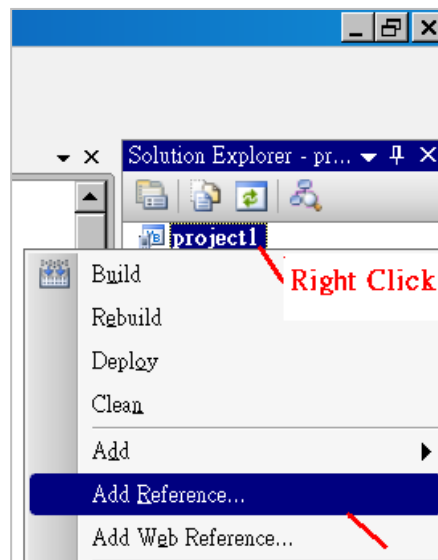 Solution Explorer - pr...
project1
Right Click
Build
Rebuild
Deploy
Clean
Add
Add Reference...
Add Web Reference...